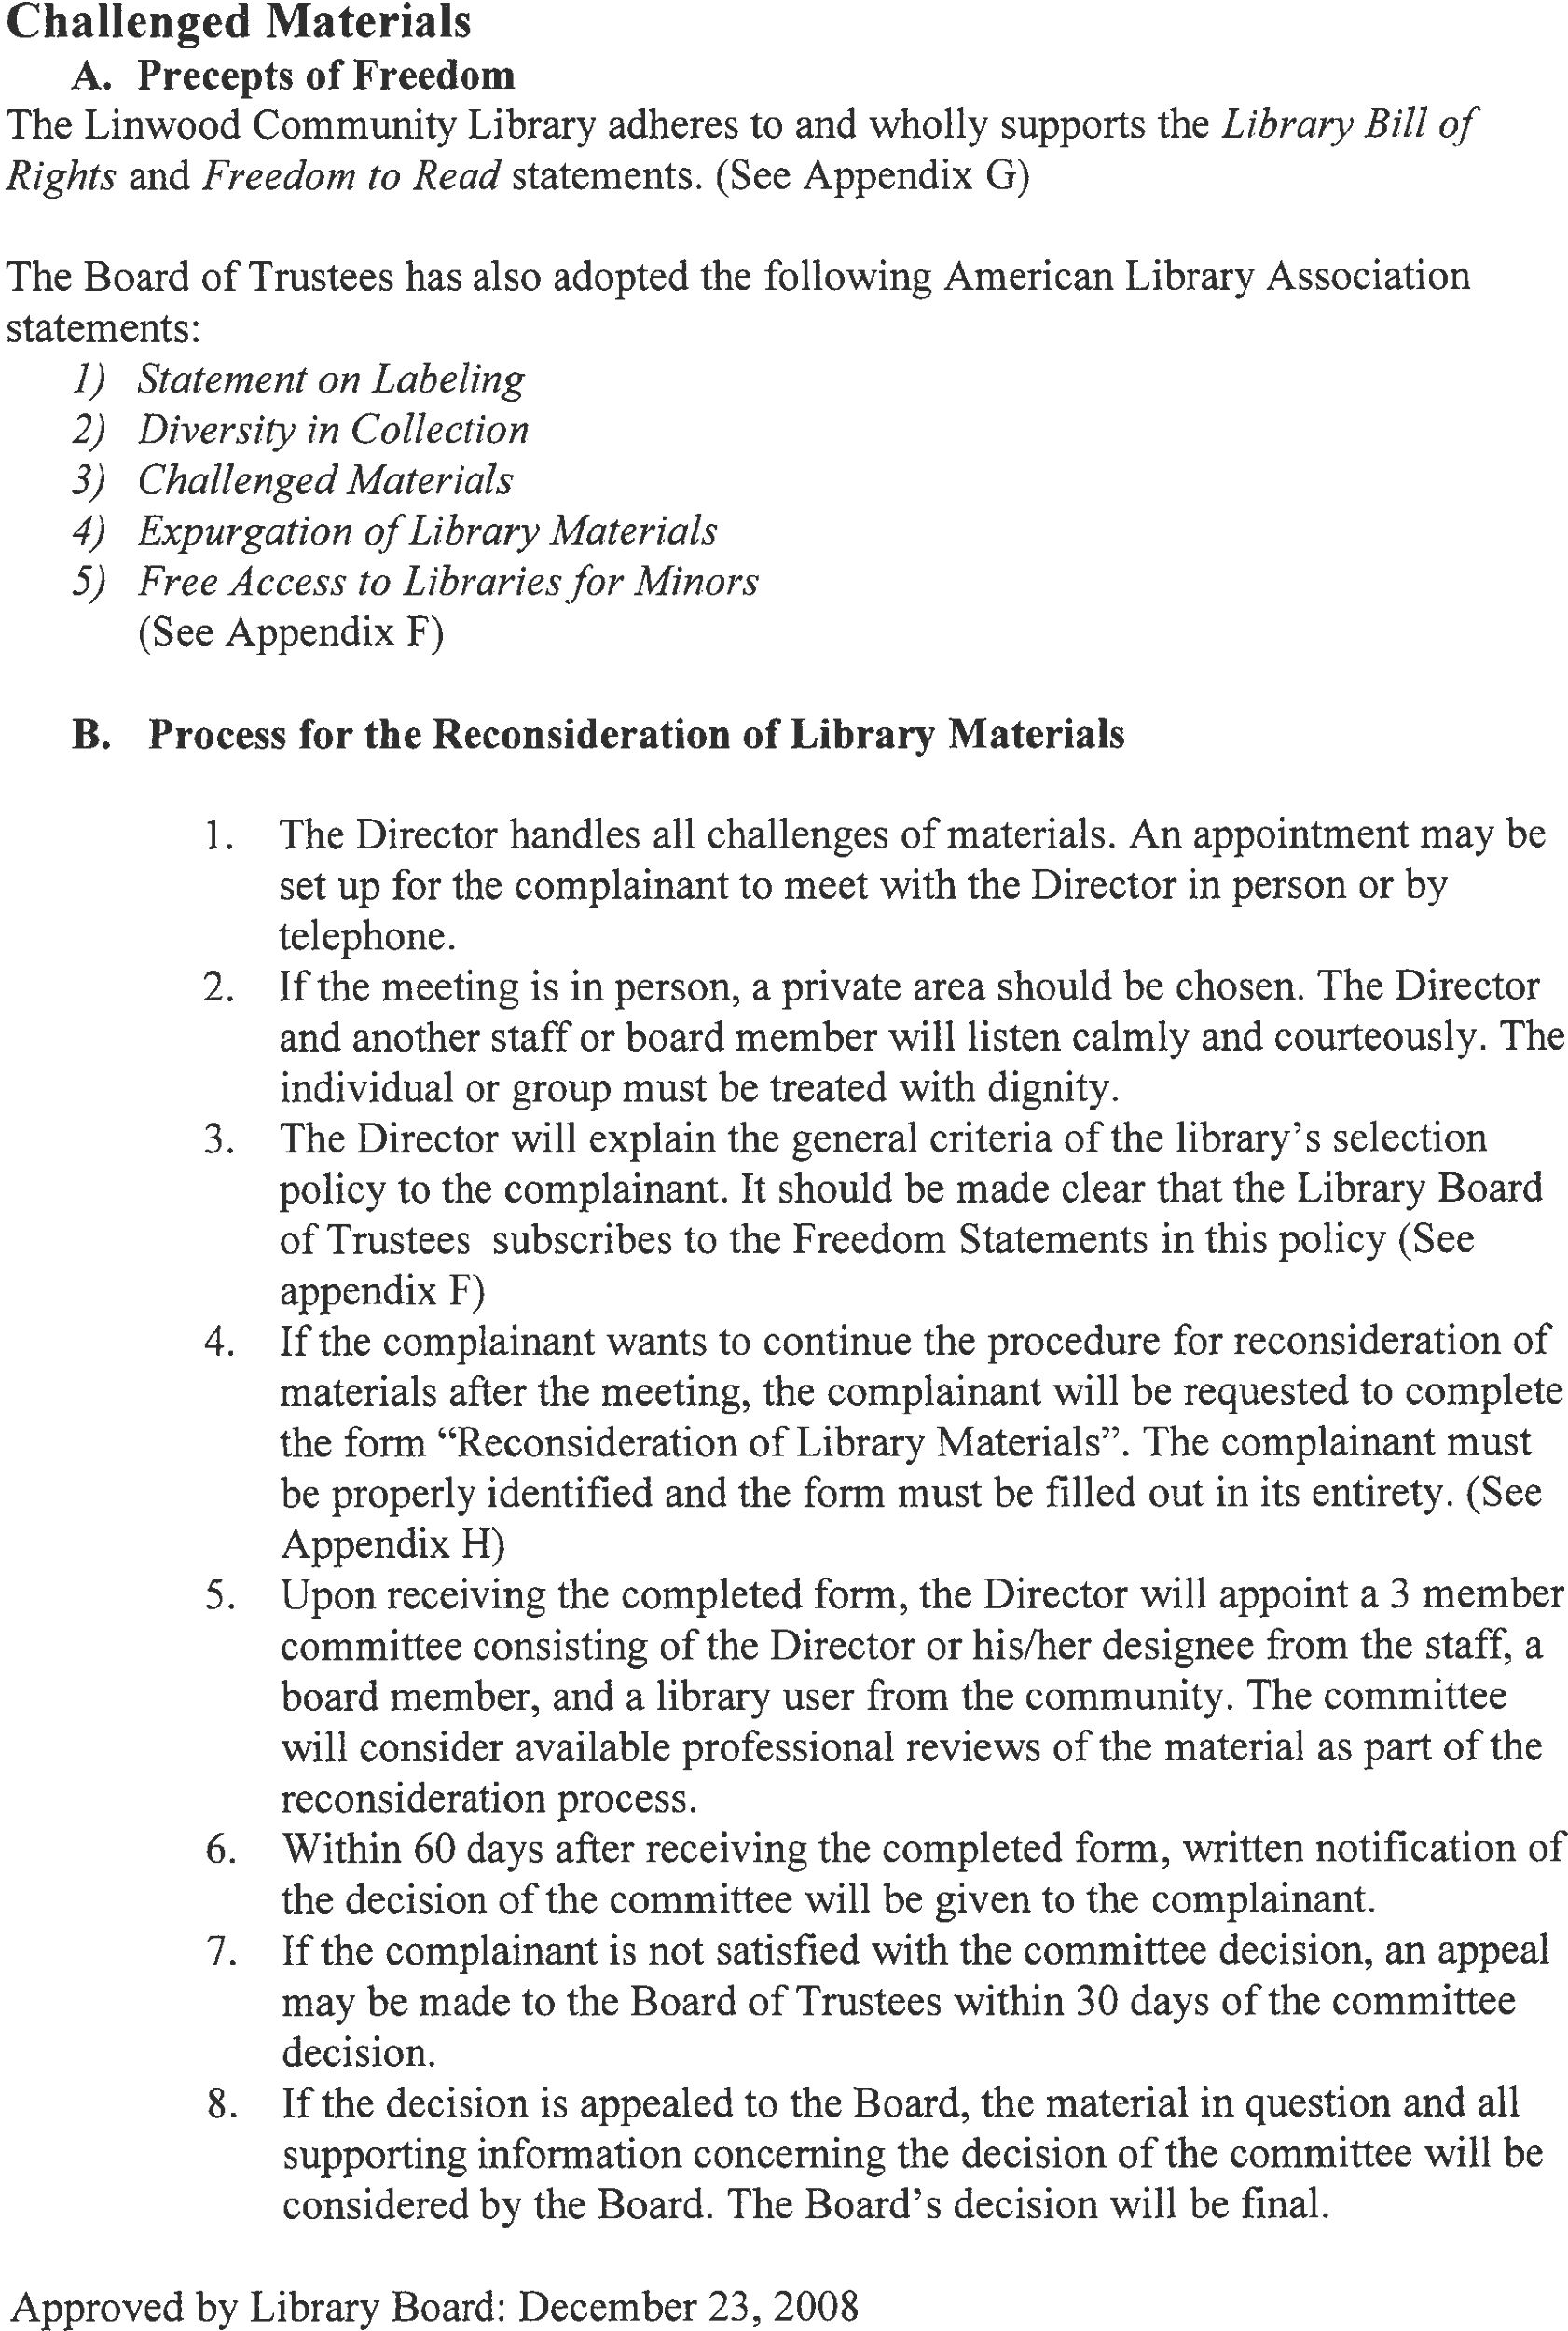 Challenged Materials
A. Precepts of Freedom
The Linwood Community Library adheres to and wholly supports the Library Bill of
Rights and Freedom to Read statements. (See Appendix G)
The Board of Trustees has also adopted the following American Library Association
statements:
1) Statement on Labeling
2) Diversity in Collection
3) Challenged Materials
4) Expurgation of Library Materials
5) Free Access to Libraries for Minors
(See Appendix F)
B. Process for the Reconsideration of Library Materials
1. The Director handles all challenges of materials. An appointment may be
set up for the complainant to meet with the Director in person or by
telephone.
2. If the meeting is in person, a private area should be chosen. The Director
and another staff or board member will listen calmly and courteously. The
individual or group must be treated with dignity.
3. The Director will explain the general criteria of the library’s selection
policy to the complainant. It should be made clear that the Library Board
of Trustees subscribes to the Freedom Statements in this policy (See
appendix F)
4. If the complainant wants to continue the procedure for reconsideration of
materials after the meeting, the complainant will be requested to complete
the form “Reconsideration of Library Materials”. The complainant must
be properly identified and the form must be filled out in its entirety. (See
Appendix H)
5. Upon receiving the completed form, the Director will appoint a 3 member
committee consisting of the Director or his/her designee from the staff, a
board member, and a library user from the community. The committee
will consider available professional reviews of the material as part of the
reconsideration process.
6. Within 60 days after receiving the completed form, written notification of
the decision of the committee will be given to the complainant.
7. If the complainant is not satisfied with the committee decision, an appeal
may be made to the Board of Trustees within 30 days of the committee
decision.
8. If the decision is appealed to the Board, the material in question and all
supporting information concerning the decision of the committee will be
considered by the Board. The Board’s decision will be final.
Approved by Library Board: December 23, 2008